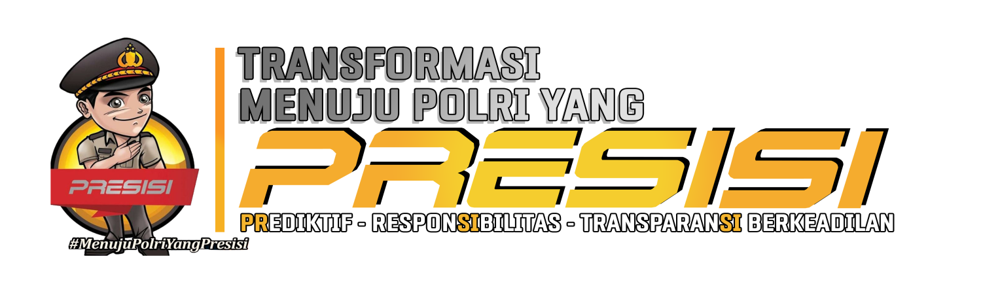 TRANSFORMASI
MENUJU POLRI YANG
PRESISI
PREDIKTIF - RESPONSIBILITAS - TRANSPARANSI BERKEADILAN
PRESISI
#MenujuPolriYangPresisi